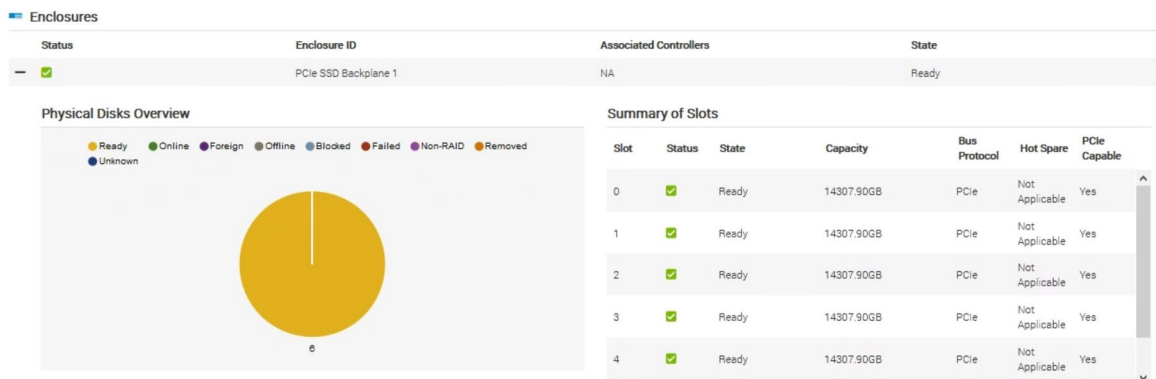 Enclosures
Status Enclosure ID Associated Controllers State
PCIe SSD Backplane 1 NA Ready
Physical Disks Overview
Ready Online Foreign Offline Blocked Failed Non-RAID Removed
Unknown
6
Summary of Slots
Slot Status State Capacity Bus Protocol Hot Spare PCIe Capable
0 Ready 14307.90GB PCIe Not Applicable Yes
1 Ready 14307.90GB PCIe Not Applicable Yes
2 Ready 14307.90GB PCIe Not Applicable Yes
3 Ready 14307.90GB PCIe Not Applicable Yes
4 Ready 14307.90GB PCIe Not Applicable Yes